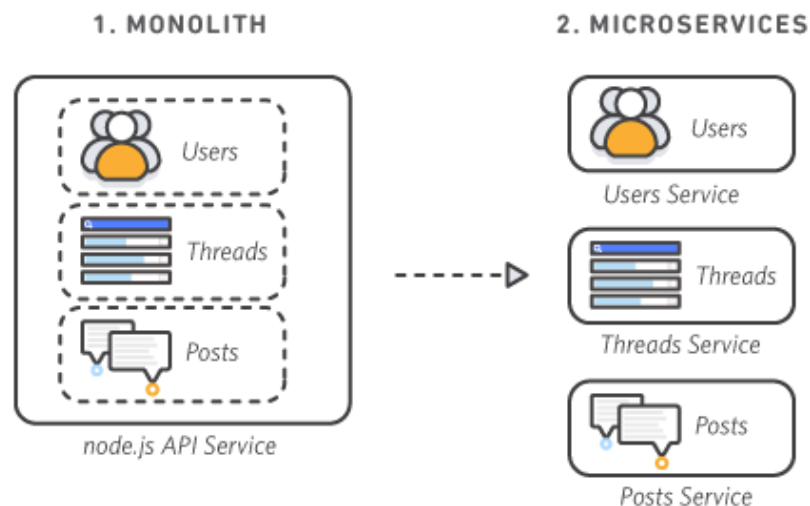 1. MONOLITH
Users
Threads
Posts
node.js API Service
2. MICROSERVICES
Users
Users Service
Threads
Threads Service
Posts
Posts Service